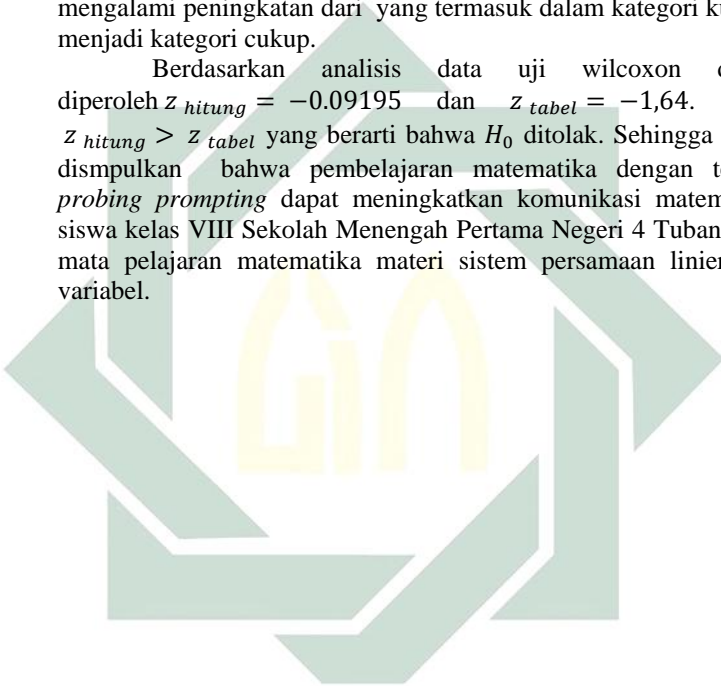 mengalami peningkatan dari yang termasuk dalam kategori
menjadi kategori cukup.
Berdasarkan analisis data uji wilcoxon
diperoleh z hitung = −0.09195 dan z tabel = −1,64.
z hitung > z tabel yang berarti bahwa H₀ ditolak. Sehingga
dismpulkan bahwa pembelajaran matematika dengan
probing prompting dapat meningkatkan komunikasi
siswa kelas VIII Sekolah Menengah Pertama Negeri 4 Tuban
mata pelajaran matematika materi sistem persamaan linier
variabel.